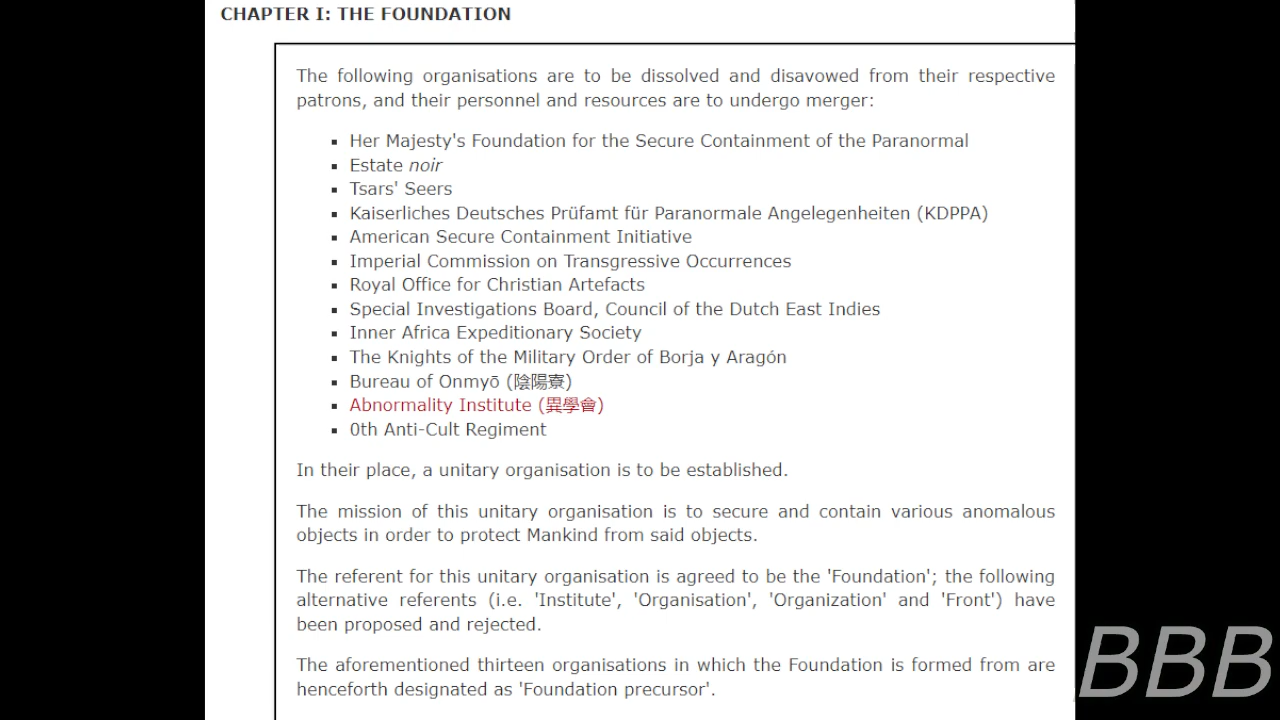 CHAPTER I: THE FOUNDATION
The following organisations are to be dissolved and disavowed from their respective
patrons, and their personnel and resources are to undergo merger:
▪ Her Majesty's Foundation for the Secure Containment of the Paranormal
▪ Estate noir
▪ Tsars' Seers
▪ Kaiserliches Deutsches Prüfamt für Paranormale Angelegenheiten (KDPPA)
▪ American Secure Containment Initiative
▪ Imperial Commission on Transgressive Occurrences
▪ Royal Office for Christian Artefacts
▪ Special Investigations Board, Council of the Dutch East Indies
▪ Inner Africa Expeditionary Society
▪ The Knights of the Military Order of Borja y Aragón
▪ Bureau of Onmyō (陰陽寮)
▪ Abnormality Institute (異學會)
▪ 0th Anti-Cult Regiment
In their place, a unitary organisation is to be established.
The mission of this unitary organisation is to secure and contain various anomalous
objects in order to protect Mankind from said objects.
The referent for this unitary organisation is agreed to be the 'Foundation'; the following
alternative referents (i.e. 'Institute', 'Organisation', 'Organization' and 'Front') have
been proposed and rejected.
The aforementioned thirteen organisations in which the Foundation is formed from are
henceforth designated as 'Foundation precursor'.
BBB